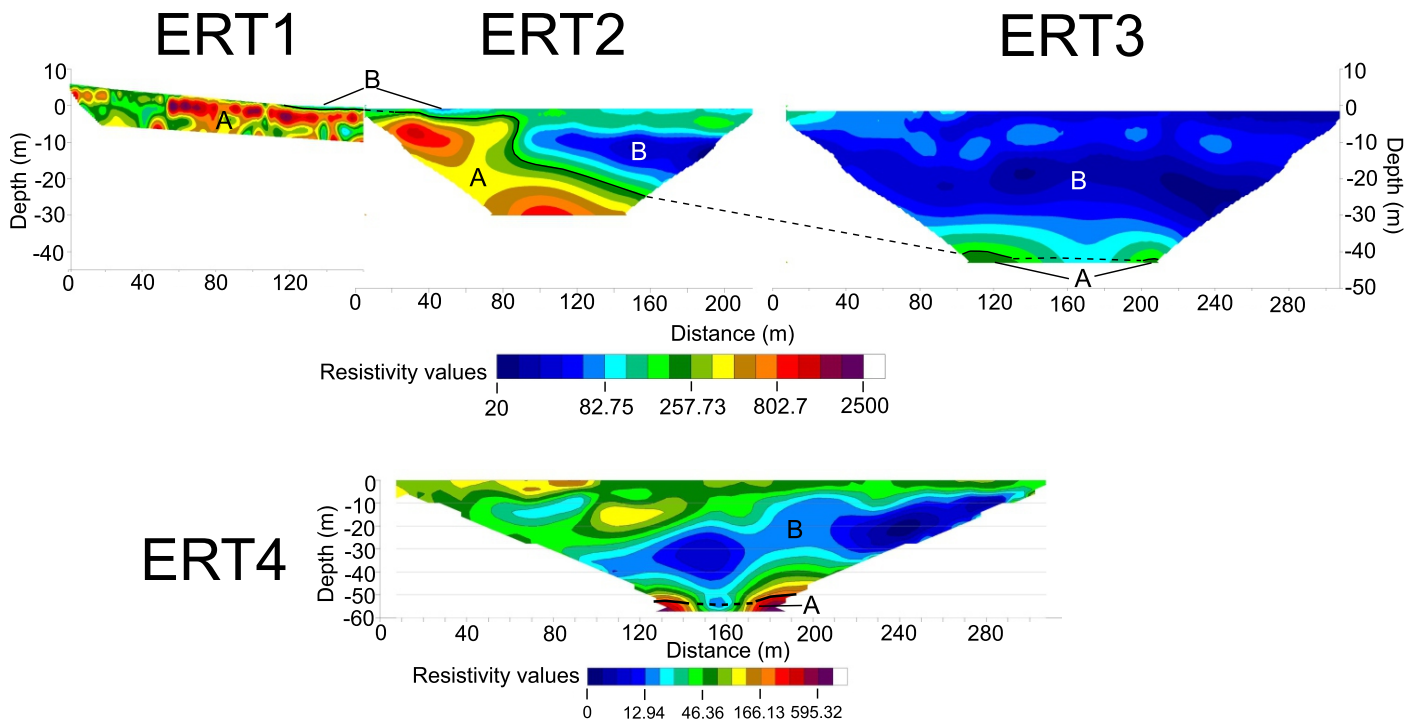 ERT1 ERT2 ERT3
B
10 10
0 0
A
-10 -10
B
-20 A B -20
-30 -30
-40 -40
A
-50
Depth (m) Depth (m)
0 40 80 120
0 40 80 120 160 200 0 40 80 120 160 200 240 280
Distance (m)
Resistivity values
20 82.75 257.73 802.7 2500
ERT4
Depth (m)
0
-10
-20 B
-30
-40
-50
A
-60
0 40 80 120 160 200 240 280
Distance (m)
Resistivity values
0 12.94 46.36 166.13 595.32